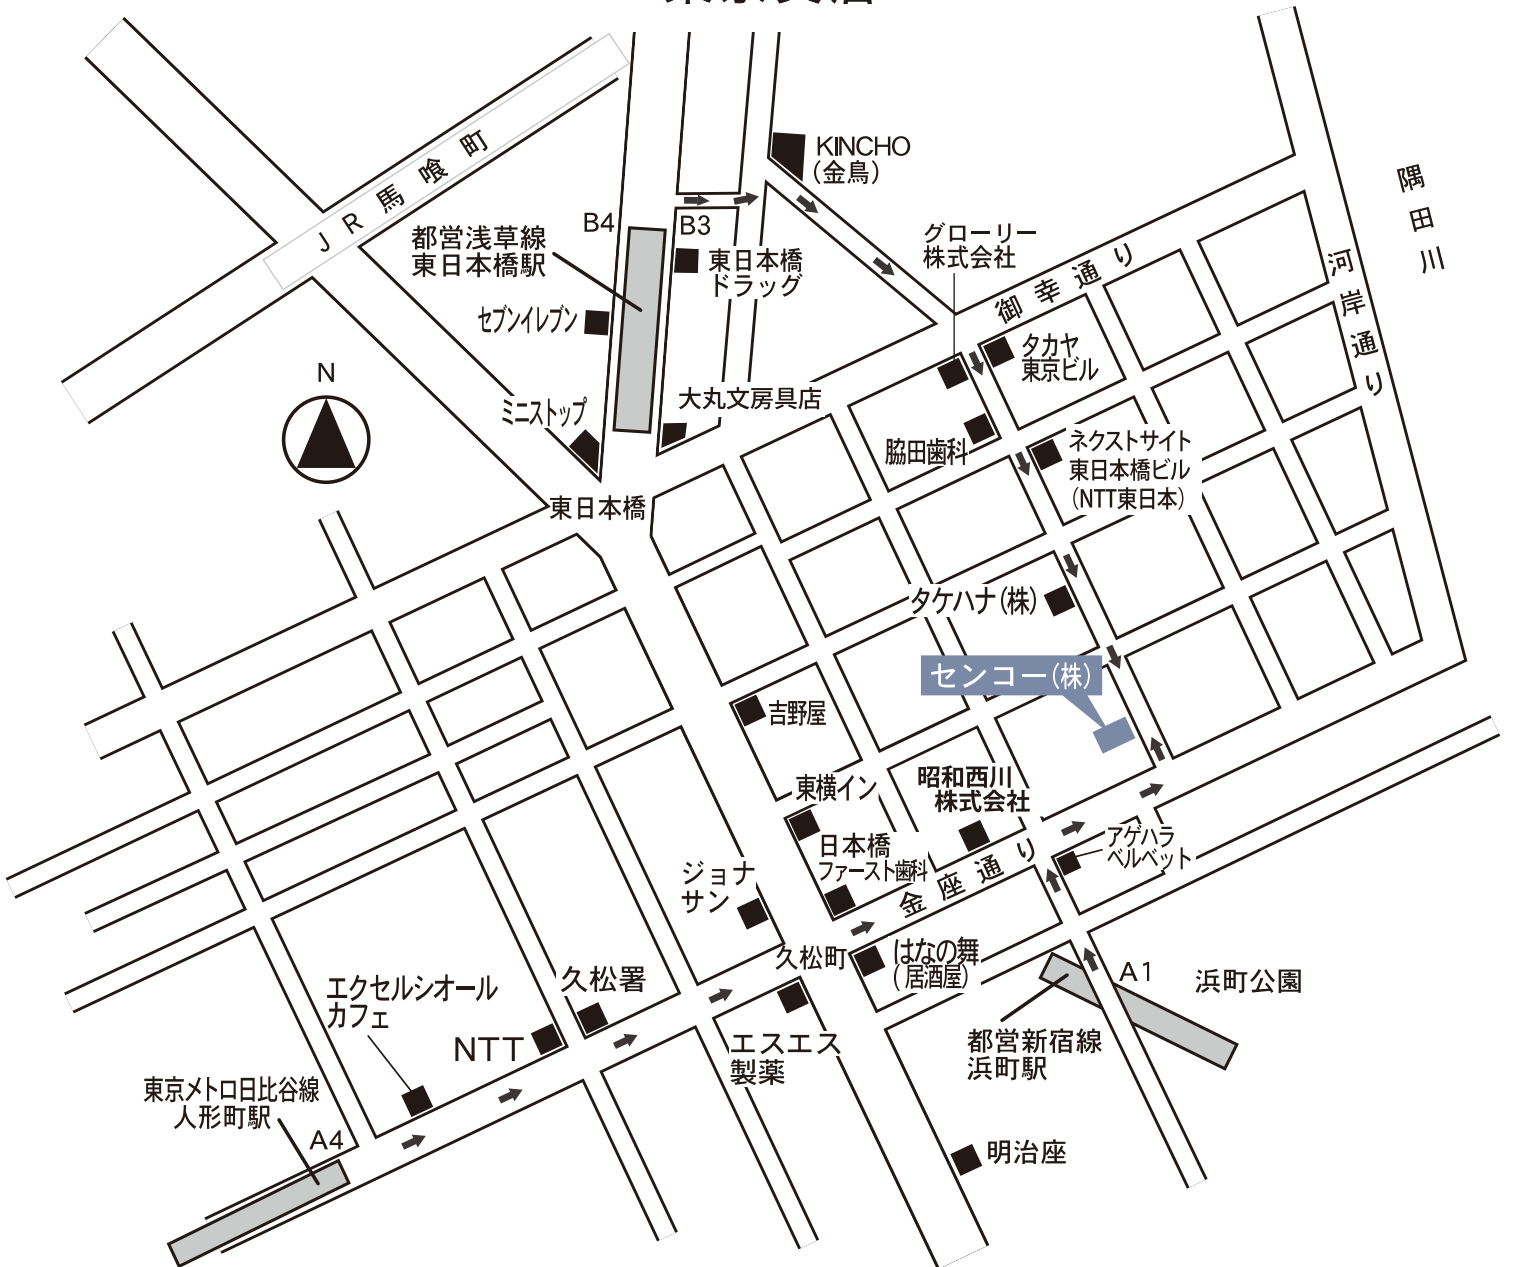 JR馬喰町
KINCHO
(金鳥)
隅田川
B4
B3
都営浅草線
東日本橋駅
東日本橋
ドラッグ
グローリー
株式会社
御幸通り
河岸通り
セブンイレブン
タカヤ
東京ビル
N
ミニストップ
大丸文房具店
脇田歯科
ネクストサイト
東日本橋ビル
(NTT東日本)
東日本橋
タケハナ(株)
センコー(株)
吉野屋
東横イン
昭和西川
株式会社
日本橋
ファースト歯科
アゲハラ
ベルベット
金座通り
ジョナ
サン
久松町
はなの舞
(居酒屋)
A1
浜町公園
エクセルシオール
カフェ
久松署
NTT
エスエス
製薬
都営新宿線
浜町駅
東京メトロ日比谷線
人形町駅
A4
明治座